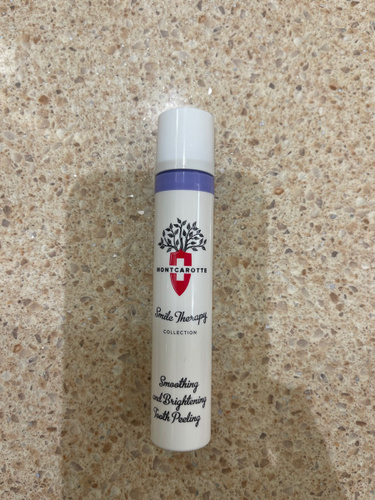 MONTCAROTTE
Smile Therapy
COLLECTION
Smoothing
and Brightening
Tooth Peeling